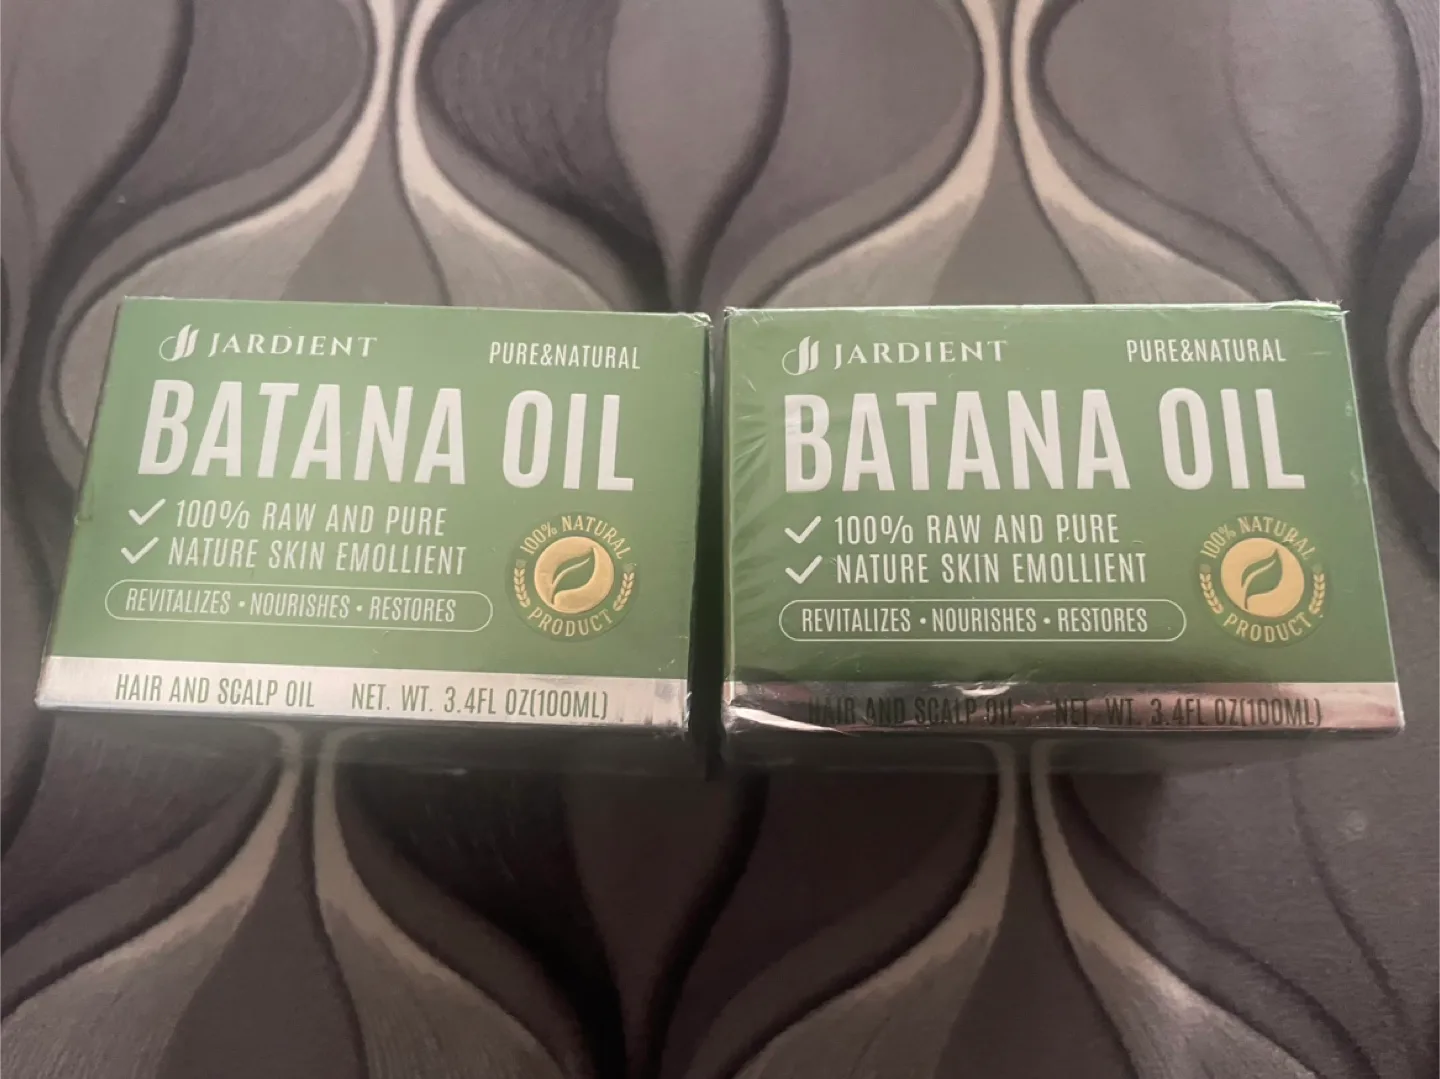 JARDIENT
PURE&NATURAL
BATANA OIL
100% RAW AND PURE
NATURE SKIN EMOLLIENT
REVITALIZES • NOURISHES • RESTORES
100% NATURAL
PRODUCT
HAIR AND SCALP OIL NET. WT. 3.4FL OZ(100ML)
JARDIENT
PURE&NATURAL
BATANA OIL
100% RAW AND PURE
NATURE SKIN EMOLLIENT
REVITALIZES • NOURISHES • RESTORES
100% NATURAL
PRODUCT
HAIR AND SCALP OIL NET. WT. 3.4FL OZ(100ML)